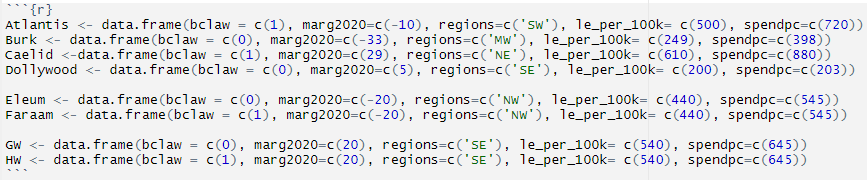 ```{r}
Atlantis <- data.frame(bclaw = c(1), marg2020=c(-10), regions=c('SW'), le_per_100k= c(500), spendpc=c(720))
Burk <- data.frame(bclaw = c(0), marg2020=c(-33), regions=c('MW'), le_per_100k= c(249), spendpc=c(398))
Caelid <-data.frame(bclaw = c(1), marg2020=c(29), regions=c('NE'), le_per_100k= c(610), spendpc=c(880))
Dollywood <- data.frame(bclaw = c(0), marg2020=c(5), regions=c('SE'), le_per_100k= c(200), spendpc=c(203))

Eleum <- data.frame(bclaw = c(0), marg2020=c(-20), regions=c('NW'), le_per_100k= c(440), spendpc=c(545))
Faraam <- data.frame(bclaw = c(1), marg2020=c(-20), regions=c('NW'), le_per_100k= c(440), spendpc=c(545))

GW <- data.frame(bclaw = c(0), marg2020=c(20), regions=c('SE'), le_per_100k= c(540), spendpc=c(645))
HW <- data.frame(bclaw = c(1), marg2020=c(20), regions=c('SE'), le_per_100k= c(540), spendpc=c(645))
```